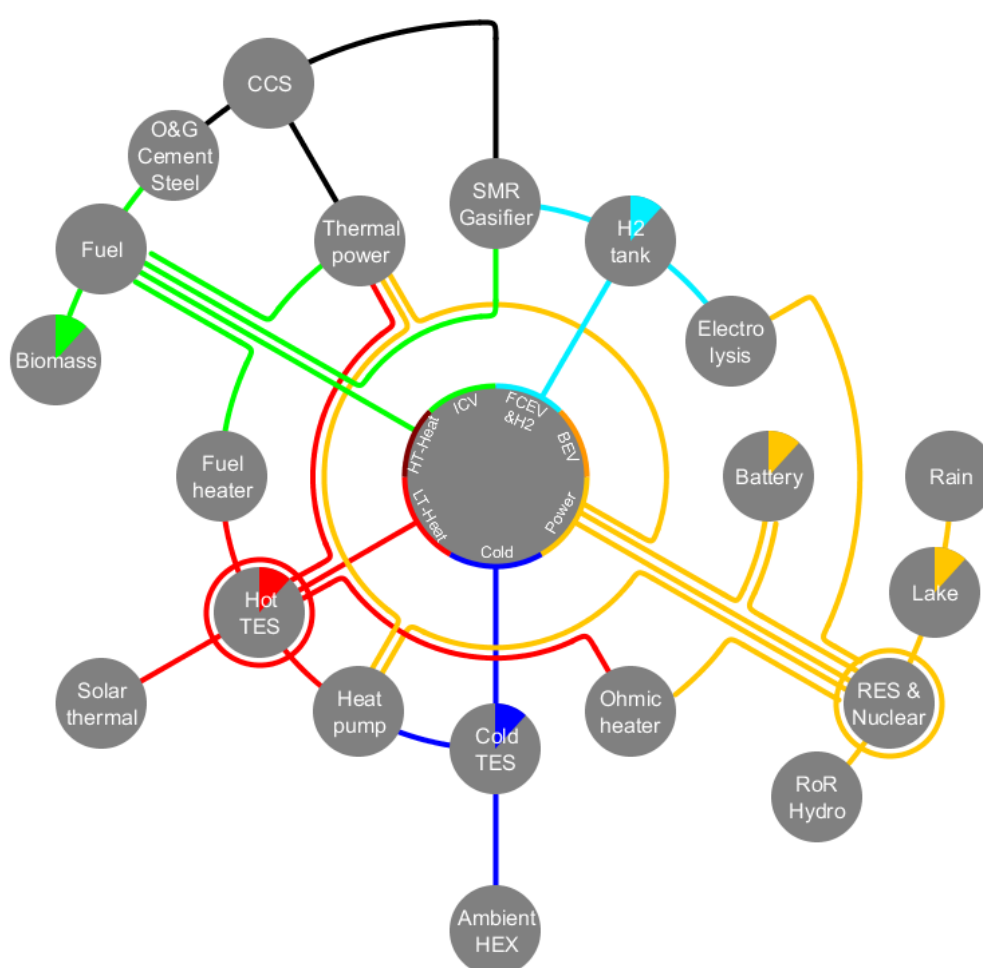 CCS
O&G
Cement
Steel
SMR
Gasifier
Thermal
power
H2
tank
Fuel
Electro
lysis
Biomass
ICV
FCEV
&H2
BEV
HT-Heat
LT-Heat
Power
Cold
Fuel
heater
Battery
Rain
Lake
Hot
TES
Solar
thermal
Heat
pump
Cold
TES
Ohmic
heater
RES &
Nuclear
RoR
Hydro
Ambient
HEX